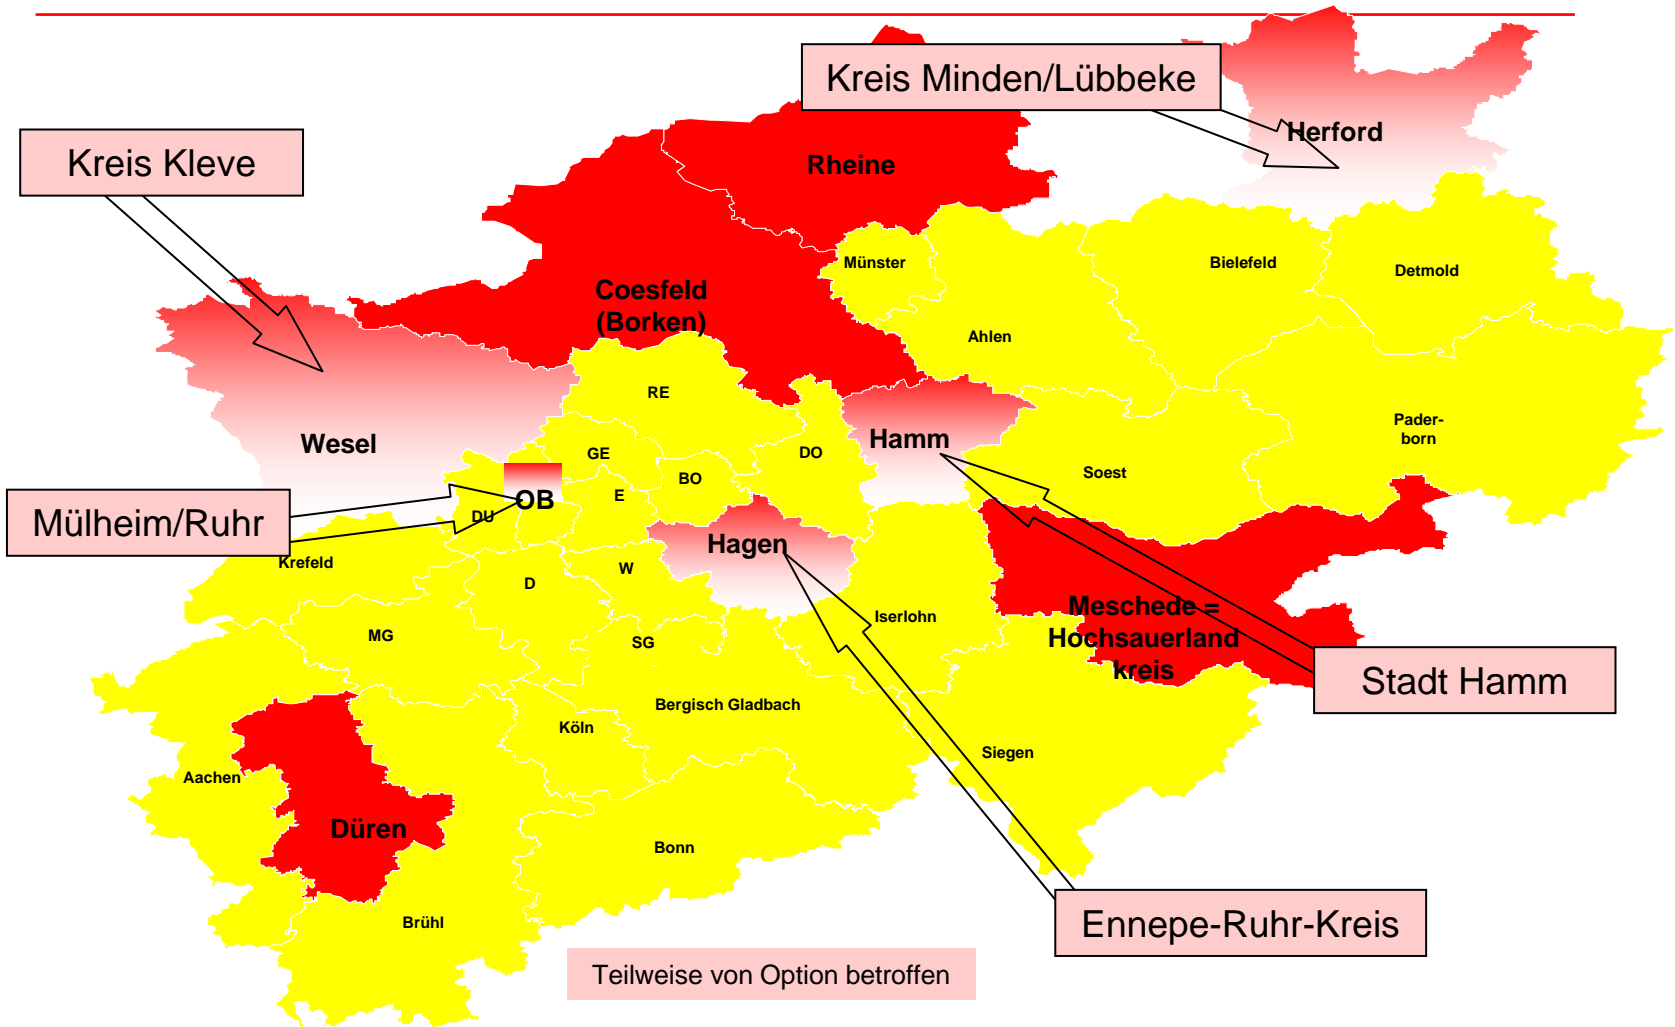 Kreis Minden/Lübbeke
Herford
Kreis Kleve
Rheine
Münster
Bielefeld
Detmold
Coesfeld
(Borken)
Ahlen
RE
Pader-
born
Wesel
Hamm
GE
DO
Soest
BO
E
OB
DU
Mülheim/Ruhr
Hagen
Krefeld
D
W
Iserlohn
Meschede =
Hochsauerland
kreis
MG
SG
Stadt Hamm
Bergisch Gladbach
Köln
Siegen
Aachen
Düren
Bonn
Brühl
Ennepe-Ruhr-Kreis
Teilweise von Option betroffen